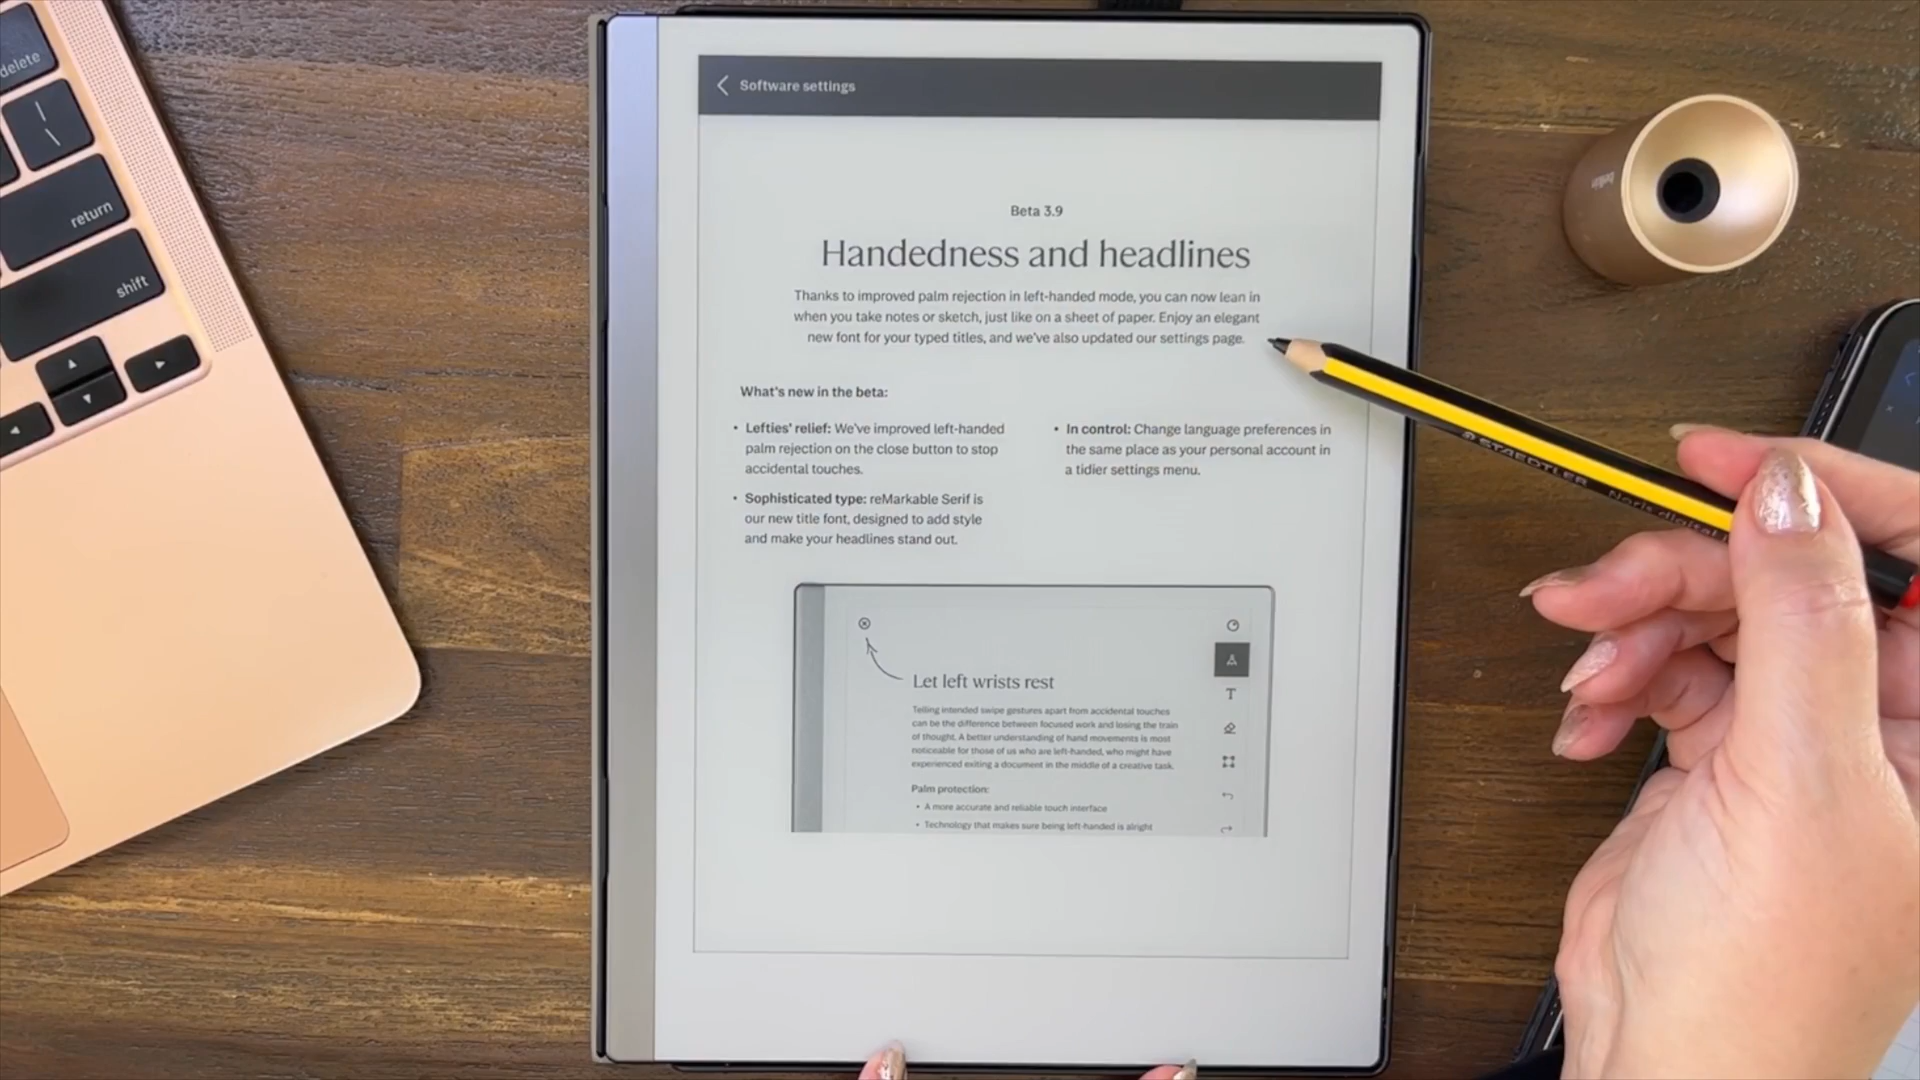 delete
return
shift
Software settings
Beta 3.9
Handedness and headlines
Thanks to improved palm rejection in left-handed mode, you can now lean in
when you take notes or sketch, just like on a sheet of paper. Enjoy an elegant
new font for your typed titles, and we've also updated our settings page.
What's new in the beta:
• Lefties' relief: We've improved left-handed
palm rejection on the close button to stop
accidental touches.
• Sophisticated type: reMarkable Serif is
our new title font, designed to add style
and make your headlines stand out.
• In control: Change language preferences in
the same place as your personal account in
a tidier settings menu.
Let left wrists rest
Telling intended swipe gestures apart from accidental touches
can be the difference between focused work and losing the train
of thought. A better understanding of hand movements is most
noticeable for those of us who are left-handed, who might have
experienced exiting a document in the middle of a creative task.
Palm protection:
• A more accurate and reliable touch interface
• Technology that makes sure being left-handed is alright
T
belkin
STAEDTLER Noris digital